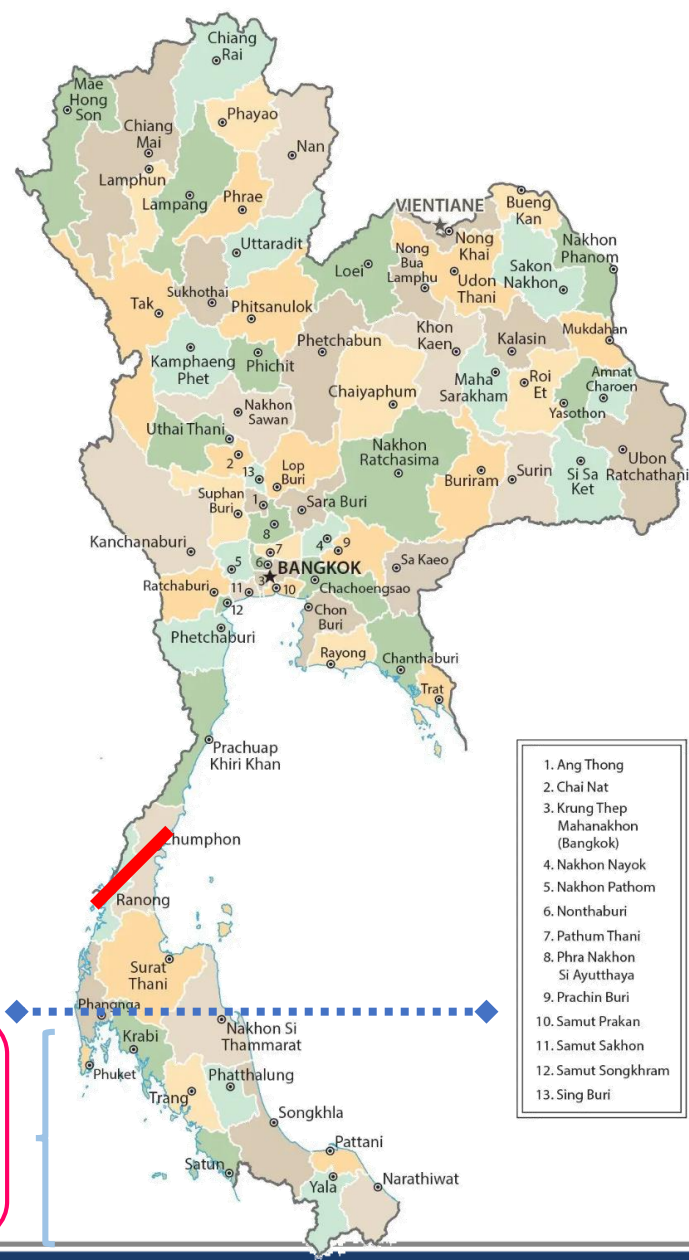 Chiang
Rai
Mae
Hong
Son
Phayao
Chiang
Mai
Nan
Lamphun
Lampang
Phrae
VIENTIANE
Bueng
Kan
Uttaradit
Nong
Khai
Nakhon
Phanom
Loei
Nong
Bua
Lamphu
Udon
Thani
Sakon
Nakhon
Sukhothai
Tak
Phitsanulok
Phetchabun
Khon
Kaen
Kalasin
Mukdahan
Kamphaeng
Phet
Phichit
Chaiyaphum
Maha
Sarakham
Roi
Et
Amnat
Charoen
Yasothon
Nakhon
Sawan
Uthai Thani
Nakhon
Ratchasima
2
13
Lop
Buri
Buriram
Surin
Si Sa
Ket
Ubon
Ratchathani
Suphan
Buri
1
Sara Buri
8
Kanchanaburi
4
9
7
5
6
BANGKOK
Sa Kaeo
Ratchaburi
11
3
10
Chachoengsao
12
Chon
Buri
Phetchaburi
Rayong
Chanthaburi
Trat
Prachuap
Khiri Khan
1. Ang Thong
2. Chai Nat
3. Krung Thep
Mahanakhon
(Bangkok)
4. Nakhon Nayok
5. Nakhon Pathom
6. Nonthaburi
7. Pathum Thani
8. Phra Nakhon
Si Ayutthaya
9. Prachin Buri
10. Samut Prakan
11. Samut Sakhon
12. Samut Songkhram
13. Sing Buri
Chumphon
Ranong
Surat
Thani
Phangnga
Nakhon Si
Thammarat
Krabi
Phuket
Phatthalung
Trang
Songkhla
Pattani
Satun
Yala
Narathiwat